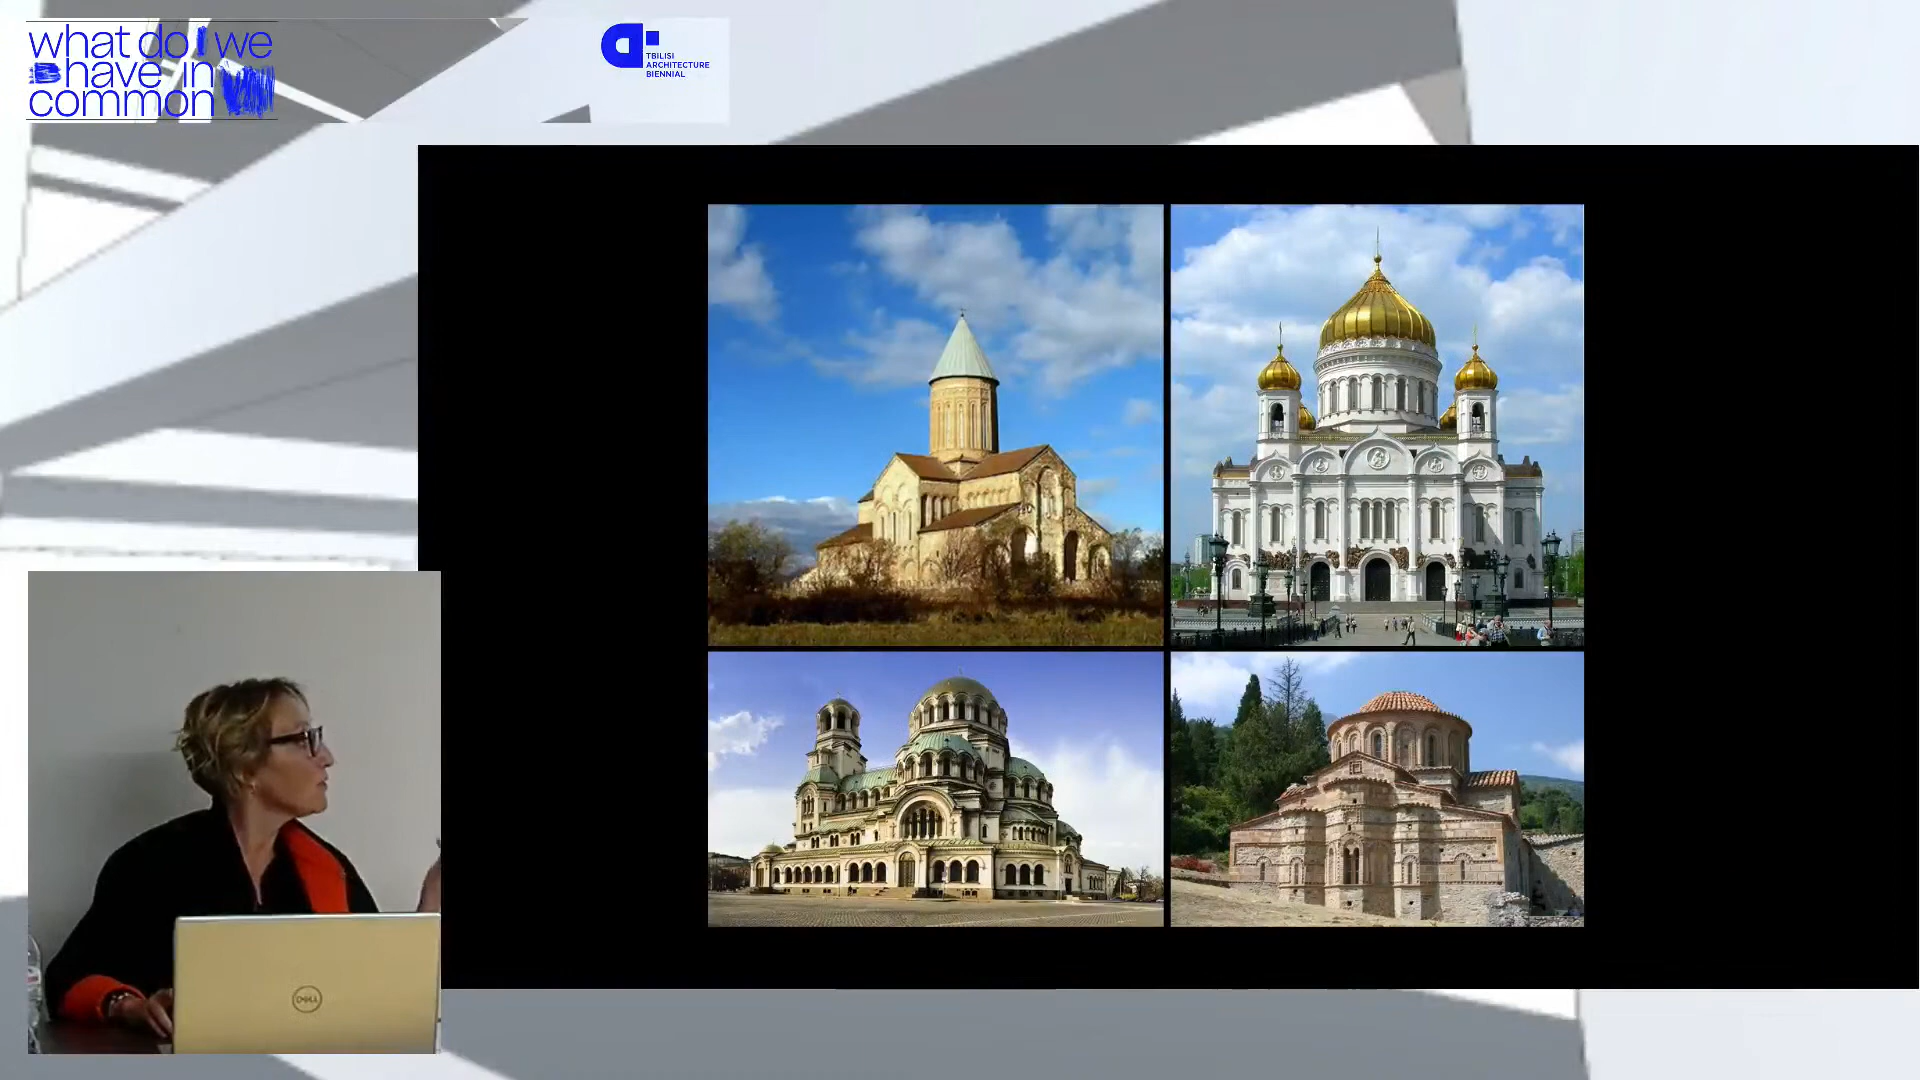 what do I we
have in
common
TBILISI
ARCHITECTURE
BIENNIAL
DELL